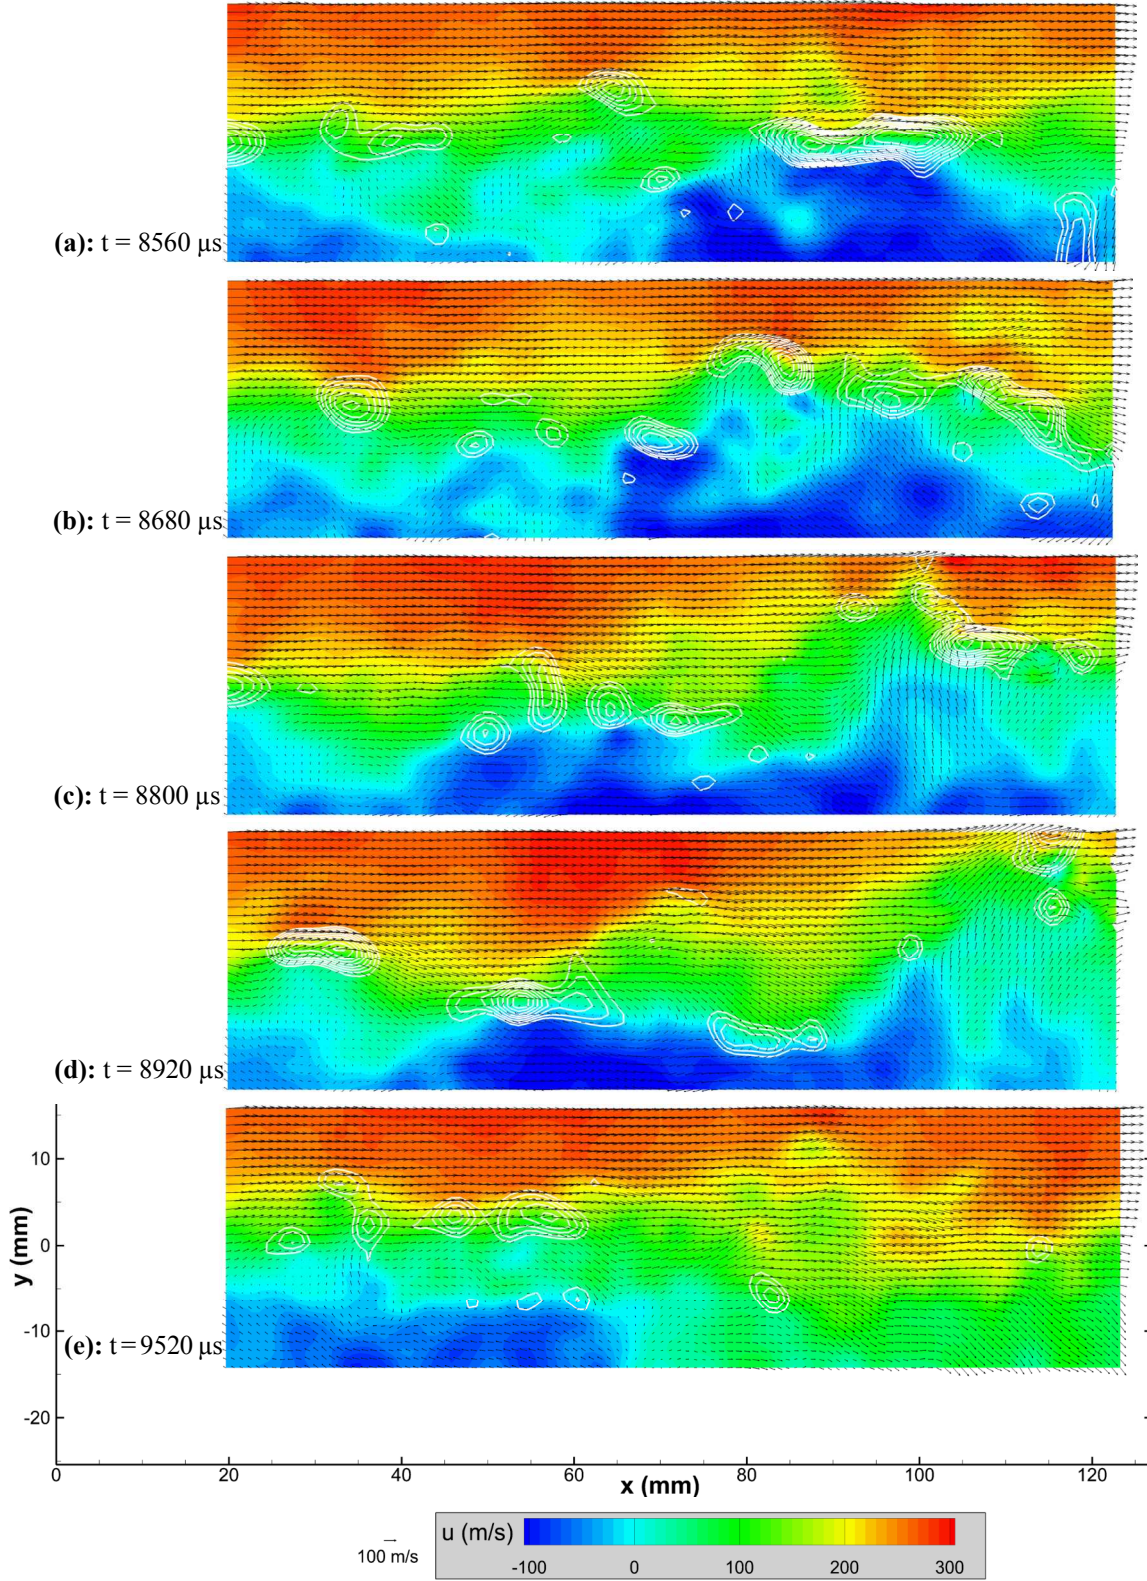 (a): t = 8560 µs
(b): t = 8680 µs
(c): t = 8800 µs
(d): t = 8920 µs
10
0
y (mm)
-10
(e): t = 9520 µs
-20
0 20 40 60 80 100 120
x (mm)
u (m/s)
100 m/s
-100 0 100 200 300